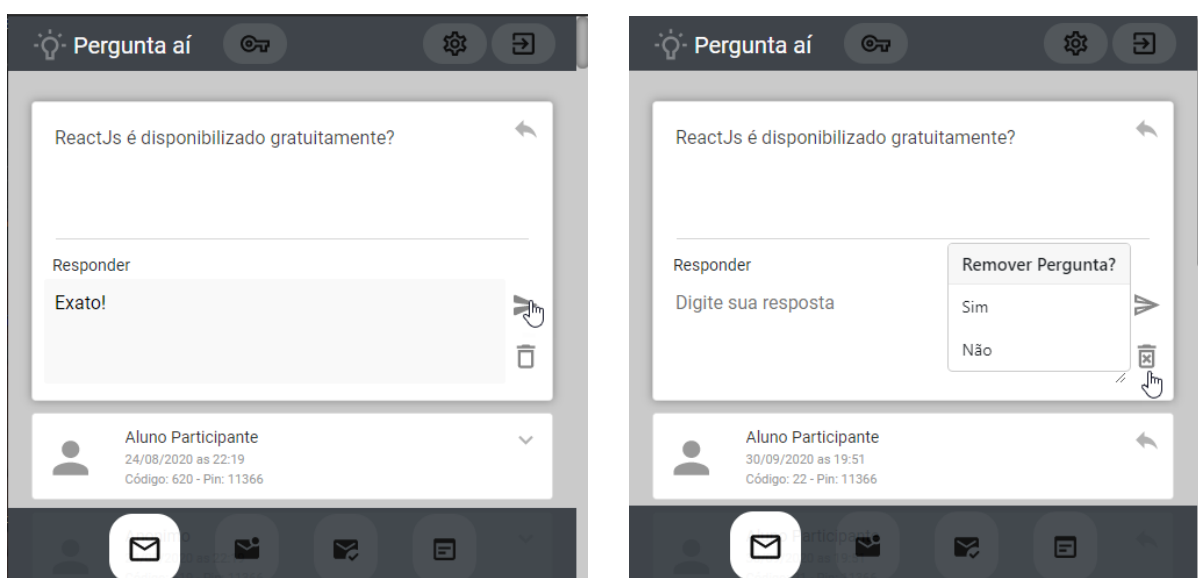 Pergunta aí
ReactJs é disponibilizado gratuitamente?
Responder
Exato!
Aluno Participante
24/08/2020 as 22:19
Código: 620 - Pin: 11366
Pergunta aí
ReactJs é disponibilizado gratuitamente?
Responder
Remover Pergunta?
Digite sua resposta
Sim
Não
Aluno Participante
30/09/2020 as 19:51
Código: 22 - Pin: 11366
Aluno Participante